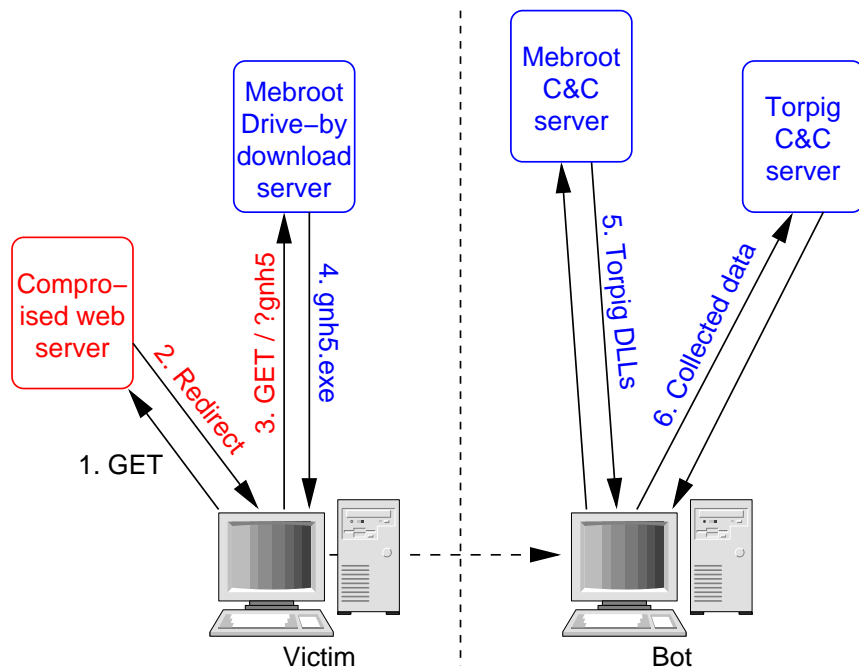 Mebroot
Drive−by
download
server
Mebroot
C&C
server
Torpig
C&C
server
Compro−
ised web
server
1. GET
2. Redirect
3. GET / ?gnh5
4. gnh5.exe
5. Torpig DLLs
6. Collected data
Victim
Bot